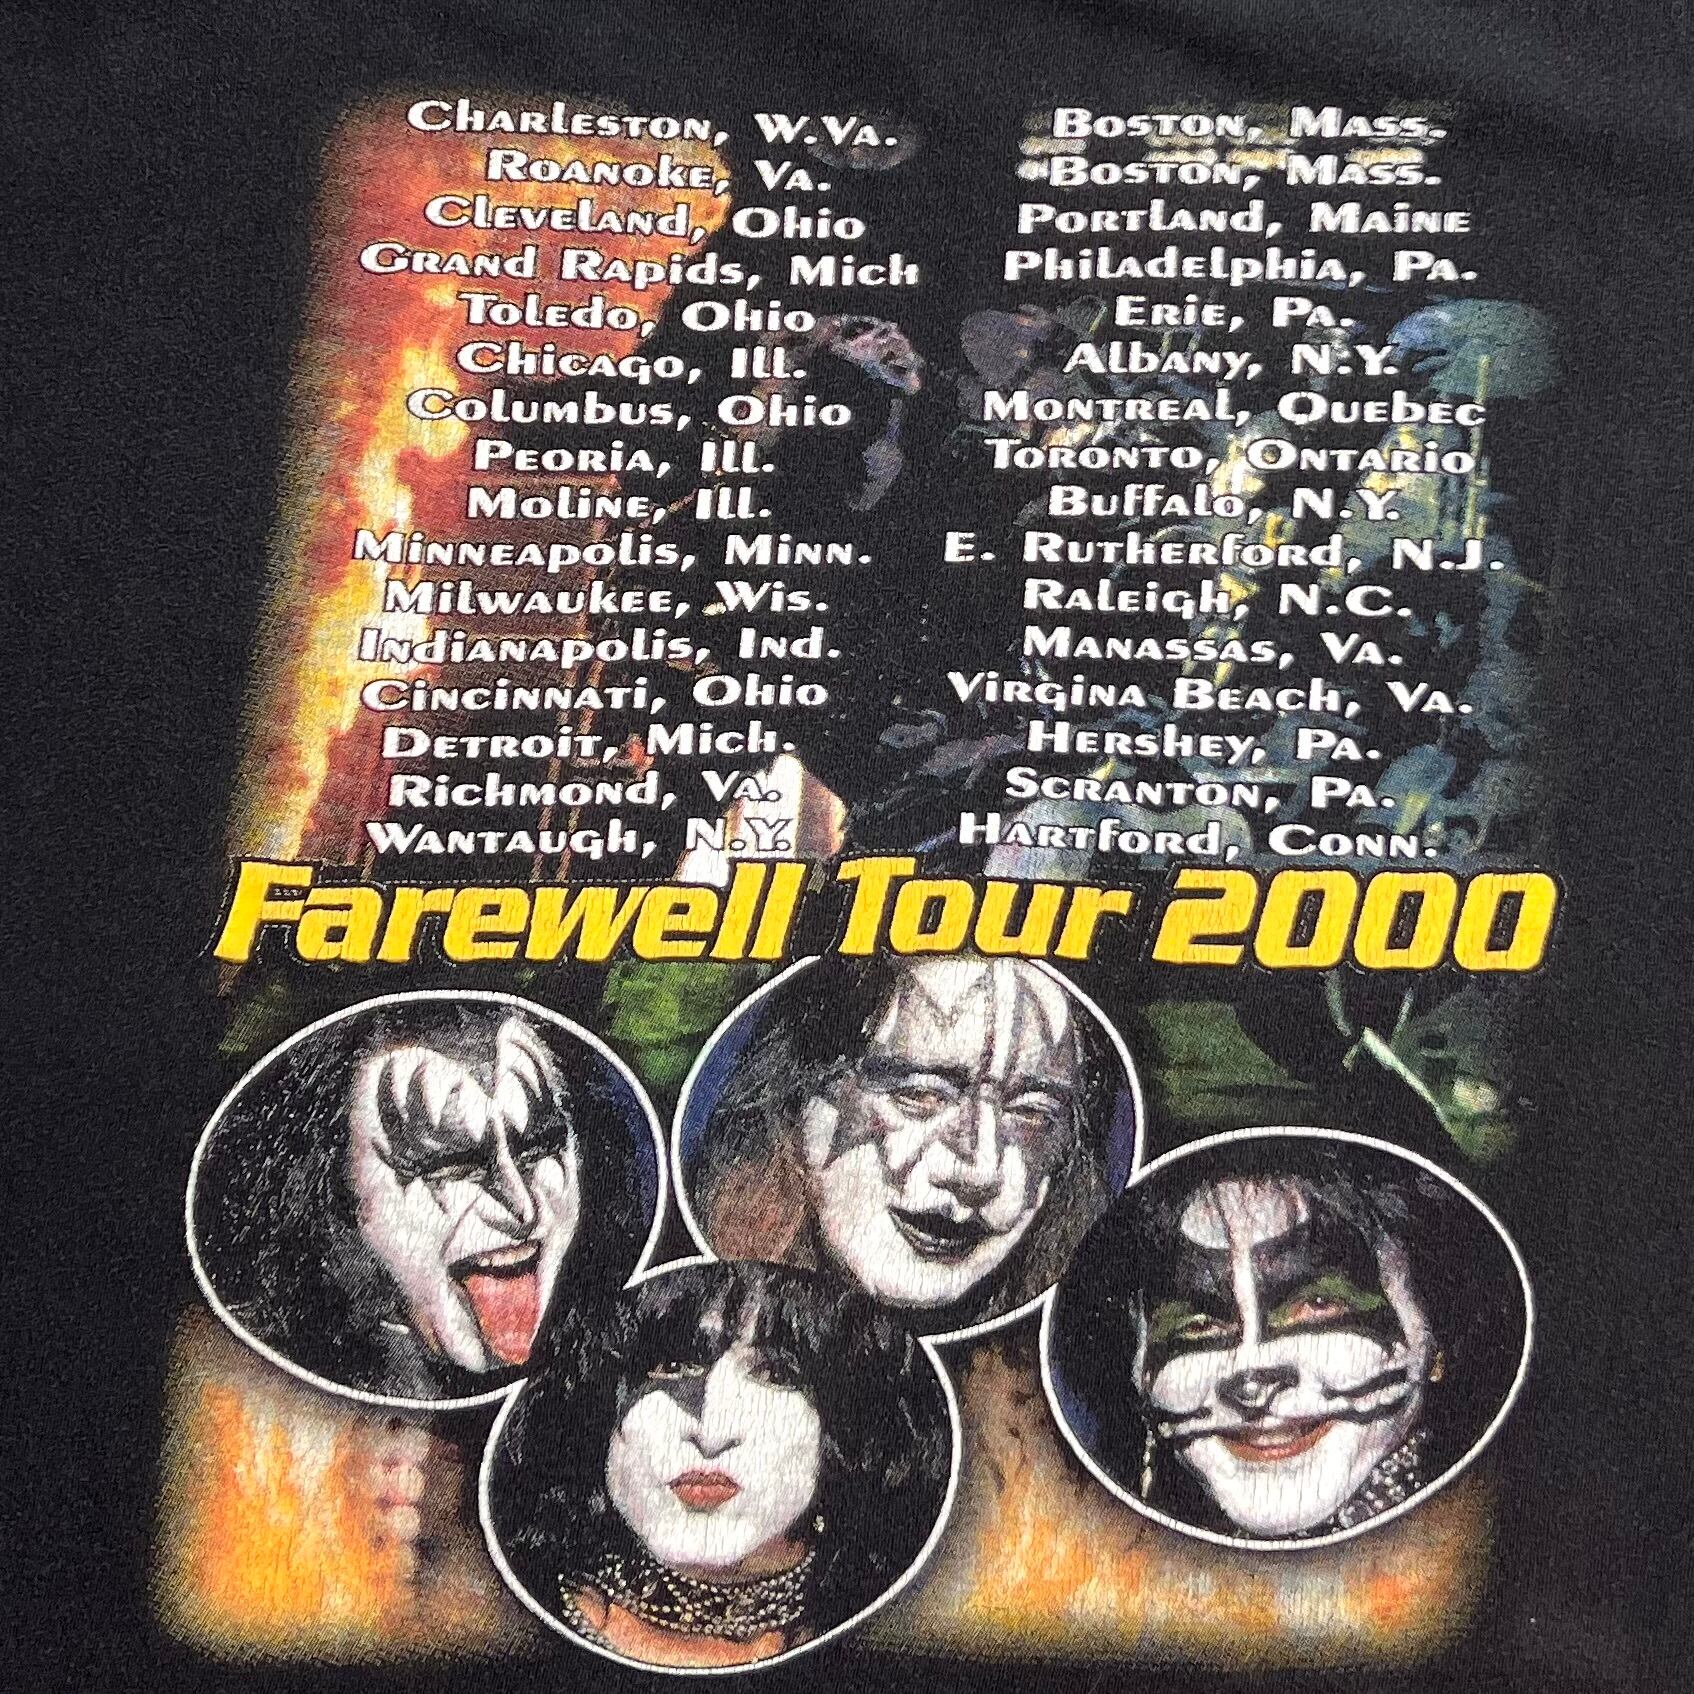 Charleston, W.Va.
Roanoke, Va.
Cleveland, Ohio
Grand Rapids, Mich
Toledo, Ohio
Chicago, Ill.
Columbus, Ohio
Peoria, Ill.
Moline, Ill.
Minneapolis, Minn.
Milwaukee, Wis.
Indianapolis, Ind.
Cincinnati, Ohio
Detroit, Mich.
Richmond, Va.
Wantaugh, N.Y.
Boston, Mass.
Boston, Mass.
Portland, Maine
Philadelphia, Pa.
Erie, Pa.
Albany, N.Y.
Montreal, Quebec
Toronto, Ontario
Buffalo, N.Y.
E. Rutherford, N.J.
Raleigh, N.C.
Manassas, Va.
Virgina Beach, Va.
Hershey, Pa.
Scranton, Pa.
Hartford, Conn.
Farewell Tour 2000